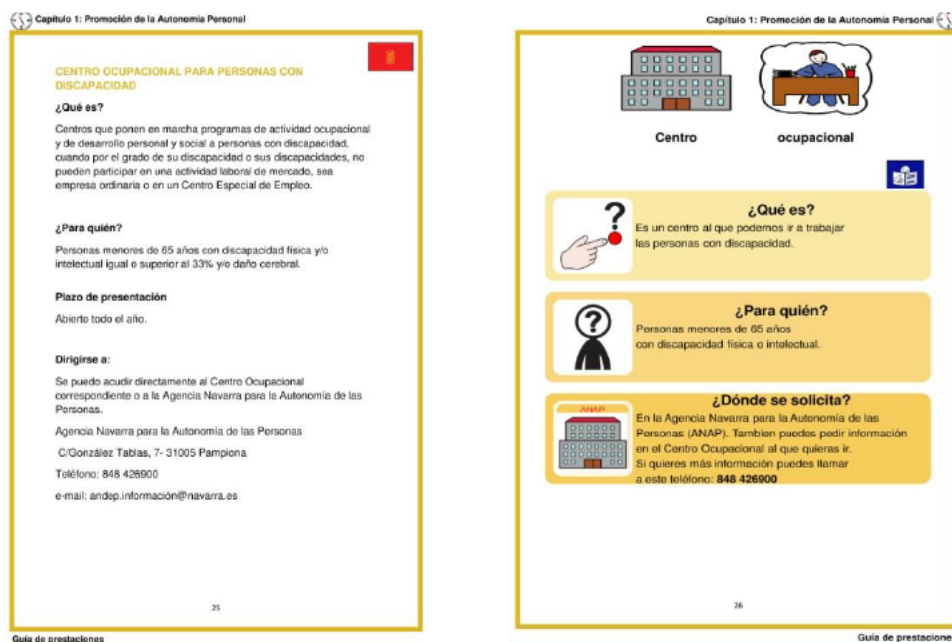 Capítulo 1: Promoción de la Autonomía Personal
CENTRO OCUPACIONAL PARA PERSONAS CON
DISCAPACIDAD
¿Qué es?
Centros que ponen en marcha programas de actividad ocupacional
y de desarrollo personal y social a personas con discapacidad,
cuando por el grado de su discapacidad o sus discapacidades, no
pueden participar en una actividad laboral de mercado, sea
empresa ordinaria o en un Centro Especial de Empleo.
¿Para quién?
Personas menores de 65 años con discapacidad física y/o
intelectual igual o superior al 33% y/o daño cerebral.
Plazo de presentación
Abierto todo el año.
Dirigirse a:
Se puedo acudir directamente al Centro Ocupacional
correspondiente o a la Agencia Navarra para la Autonomía de las
Personas.
Agencia Navarra para la Autonomía de las Personas
C/González Tablas, 7- 31005 Pamplona
Teléfono: 848 426900
e-mail: andep.información@navarra.es
25
Guía de prestaciones
Capítulo 1: Promoción de la Autonomía Personal
Centro ocupacional
¿Qué es?
Es un centro al que podemos ir a trabajar
las personas con discapacidad.
¿Para quién?
Personas menores de 65 años
con discapacidad física o intelectual.
¿Dónde se solicita?
ANAP
En la Agencia Navarra para la Autonomía de las
Personas (ANAP). Tambien puedes pedir información
en el Centro Ocupacional al que quieras ir.
Si quieres más información puedes llamar
a este teléfono: 848 426900
26
Guía de prestacione